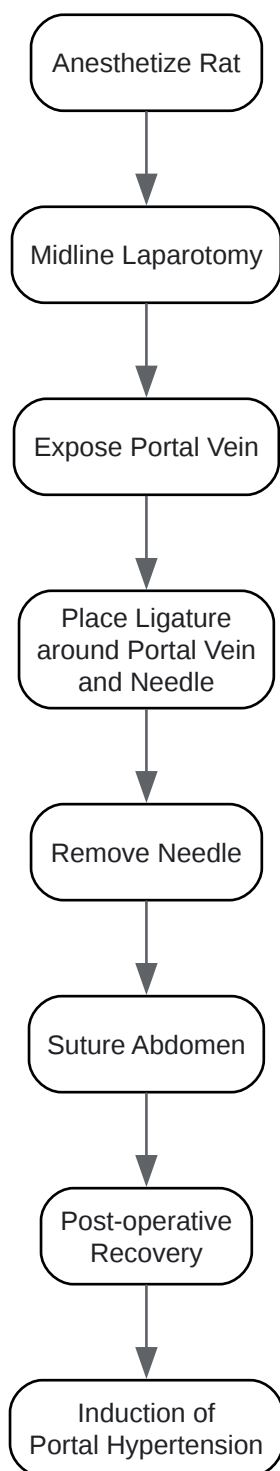 Anesthetize Rat
Midline Laparotomy
Expose Portal Vein
Place Ligature
around Portal Vein
and Needle
Remove Needle
Suture Abdomen
Post-operative
Recovery
Induction of
Portal Hypertension